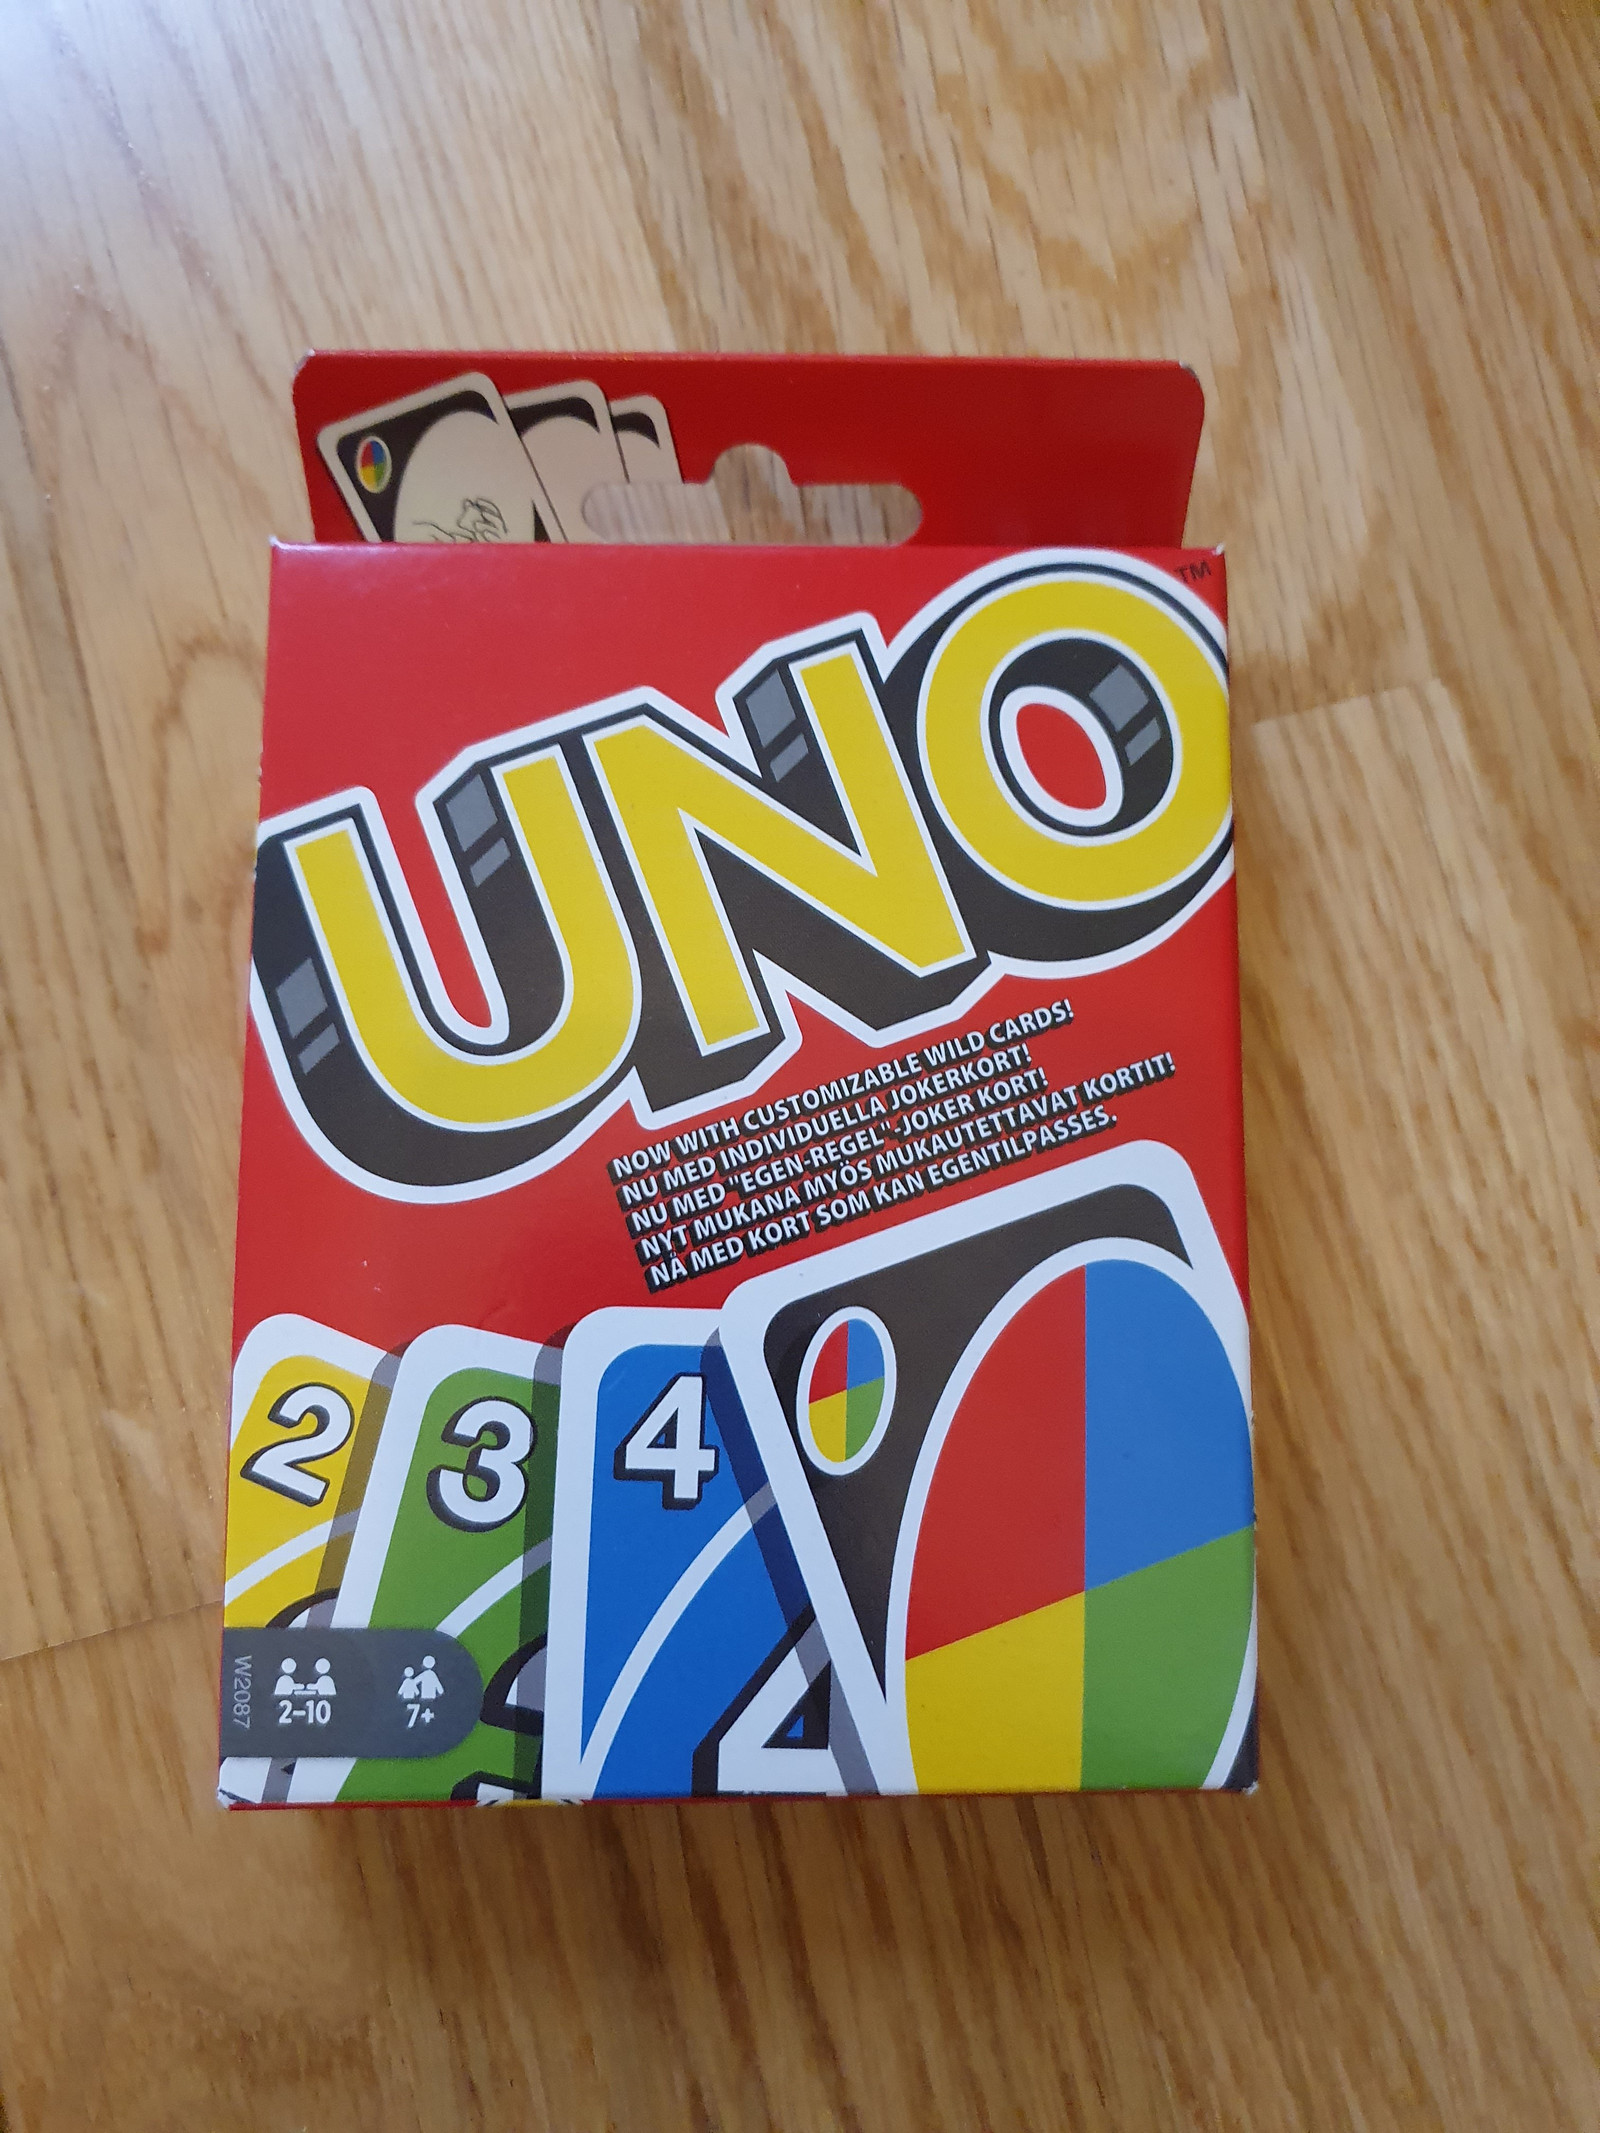 UNO™
NOW WITH CUSTOMIZABLE WILD CARDS!
NU MED INDIVIDUELLA JOKERKORT!
NU MED "EGEN-REGEL"-JOKER KORT!
NYT MUKANA MYÖS MUKAUTETTAVAT KORTIT!
NÅ MED KORT SOM KAN EGENTILPASSES.
2
3
4
4
W2087
2–10
7+